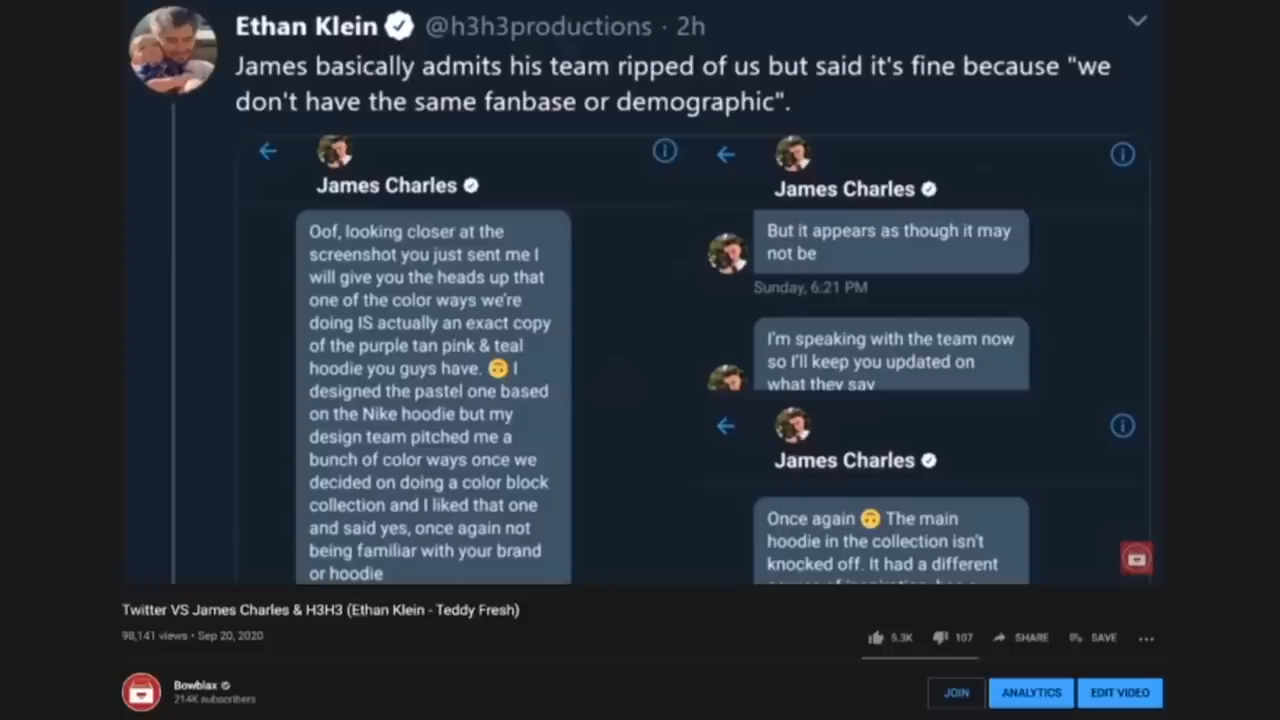 Ethan Klein @h3h3productions · 2h
James basically admits his team ripped of us but said it's fine because "we
don't have the same fanbase or demographic".
James Charles
Oof, looking closer at the
screenshot you just sent me I
will give you the heads up that
one of the color ways we're
doing IS actually an exact copy
of the purple tan pink & teal
hoodie you guys have. 🙃 I
designed the pastel one based
on the Nike hoodie but my
design team pitched me a
bunch of color ways once we
decided on doing a color block
collection and I liked that one
and said yes, once again not
being familiar with your brand
or hoodie
James Charles
But it appears as though it may
not be
Sunday, 6:21 PM
I'm speaking with the team now
so I'll keep you updated on
what they say
James Charles
Once again 🙃 The main
hoodie in the collection isn't
knocked off. It had a different
Twitter VS James Charles & H3H3 (Ethan Klein - Teddy Fresh)
98,141 views • Sep 20, 2020
5.3K 107 SHARE SAVE
Bowblax
214K subscribers
JOIN ANALYTICS EDIT VIDEO